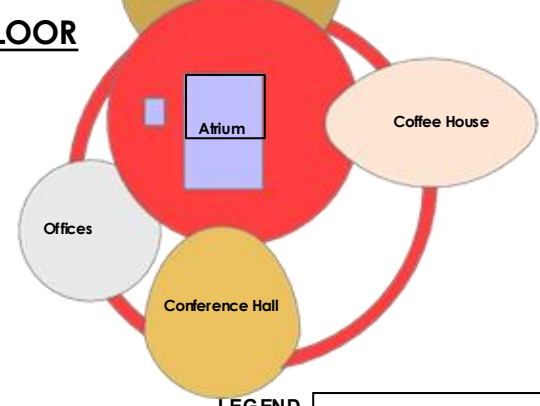 LOOR
Atrium
Coffee House
Offices
Conference Hall
LEGEND